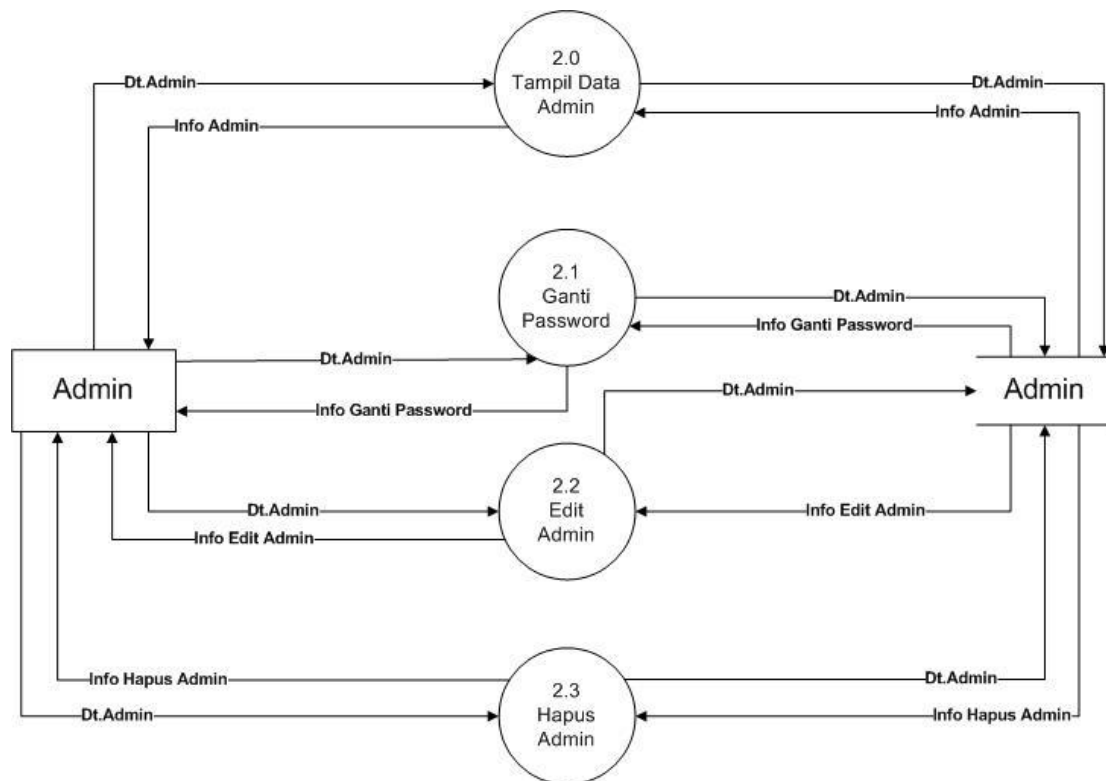 2.0
Tampil Data
Admin
Dt.Admin
Dt.Admin
Info Admin
Info Admin
2.1
Ganti
Password
Dt.Admin
Info Ganti Password
Dt.Admin
Info Ganti Password
Admin
Admin
Dt.Admin
2.2
Edit
Admin
Dt.Admin
Info Edit Admin
Info Edit Admin
Info Hapus Admin
Dt.Admin
2.3
Hapus
Admin
Dt.Admin
Info Hapus Admin